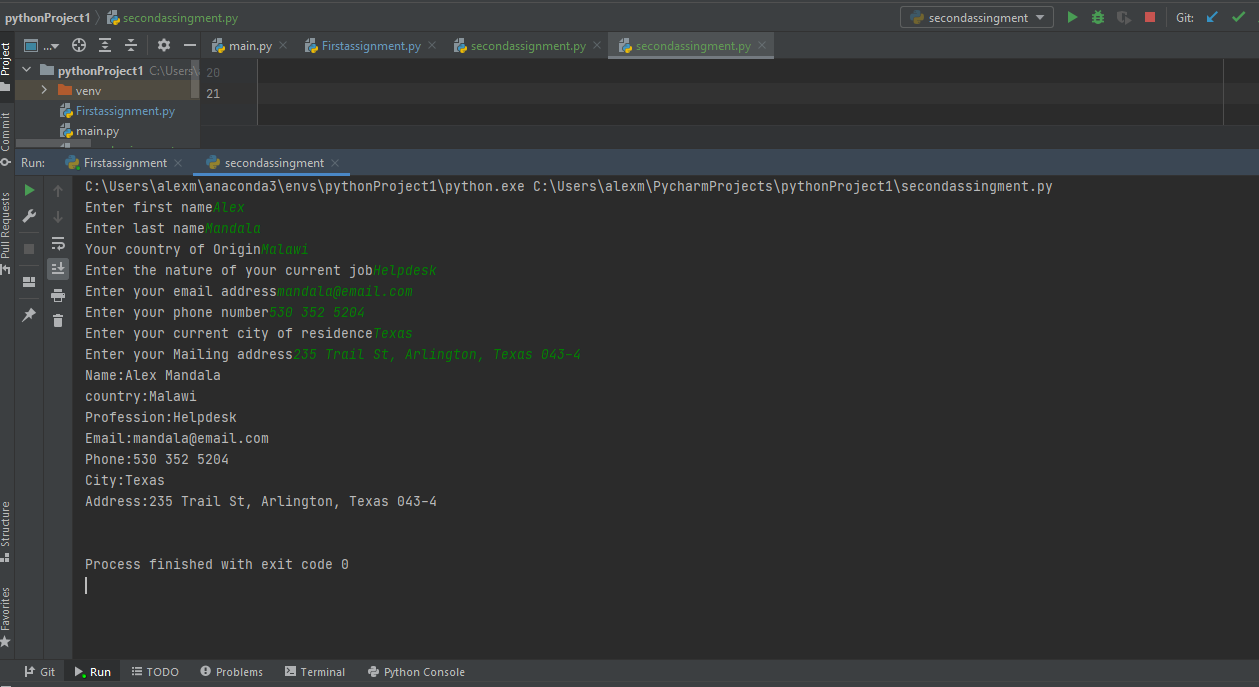 pythonProject1 secondassingment.py secondassingment Git:
Project ... main.py Firstassignment.py secondassingment.py secondassingment.py
pythonProject1 C:\Users\ 20
venv 21
Firstassignment.py
Commit main.py
Run: Firstassignment secondassingment
C:\Users\alexm\anaconda3\envs\pythonProject1\python.exe C:\Users\alexm\PycharmProjects\pythonProject1\secondassingment.py
Enter first nameAlex
Pull Requests Enter last nameMandala
Your country of OriginMalawi
Enter the nature of your current jobHelpdesk
Enter your email addressmandala@email.com
Enter your phone number530 352 5204
Enter your current city of residenceTexas
Enter your Mailing address235 Trail St, Arlington, Texas 043-4
Name:Alex Mandala
country:Malawi
Profession:Helpdesk
Email:mandala@email.com
Phone:530 352 5204
City:Texas
Address:235 Trail St, Arlington, Texas 043-4
Structure
Process finished with exit code 0
Favorites
Git Run TODO Problems Terminal Python Console